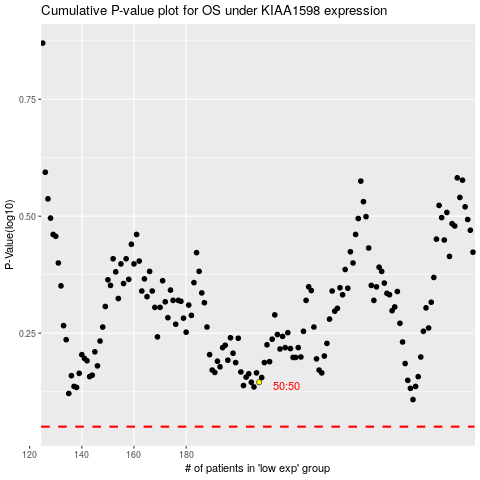 Cumulative P-value plot for OS under KIAA1598 expression
P-Value(log10)
0.75
0.50
0.25
50:50
120 140 160 180
# of patients in 'low exp' group